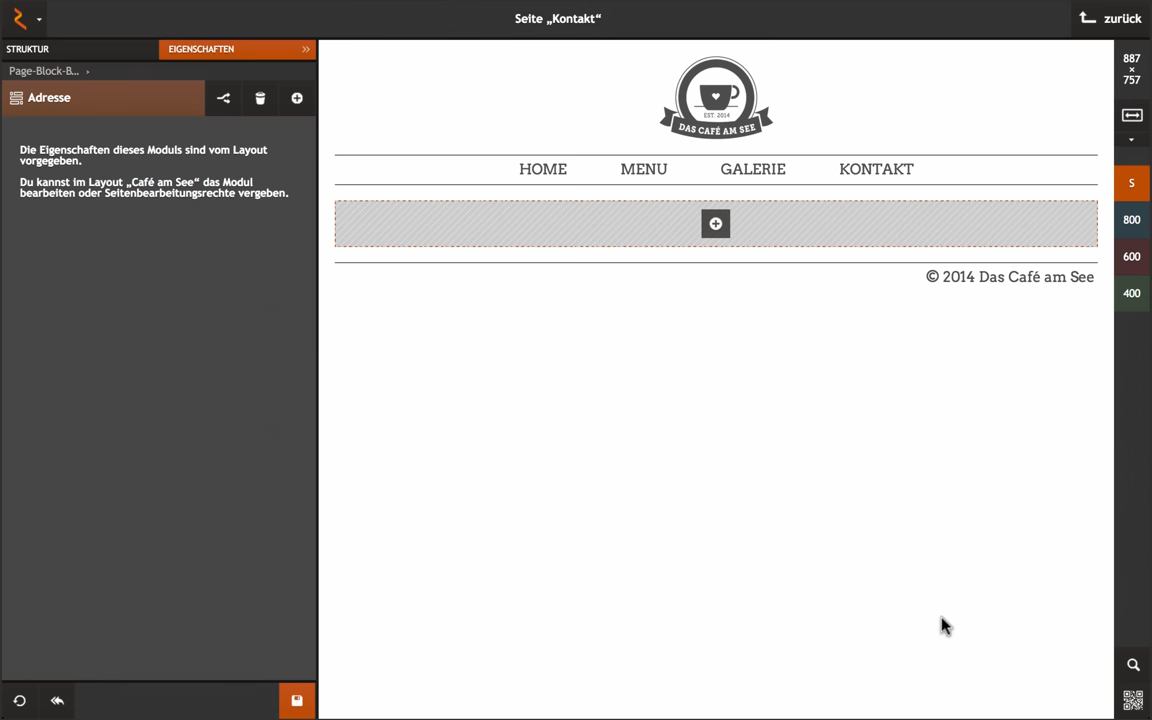 Seite „Kontakt“
zurück
STRUKTUR
EIGENSCHAFTEN
Page-Block-B... ›
Adresse
Die Eigenschaften dieses Moduls sind vom Layout
vorgegeben.
Du kannst im Layout „Café am See“ das Modul
bearbeiten oder Seitenbearbeitungsrechte vergeben.
EST. 2014
DAS CAFÉ AM SEE
HOME MENU GALERIE KONTAKT
© 2014 Das Café am See
887
×
757
S
800
600
400